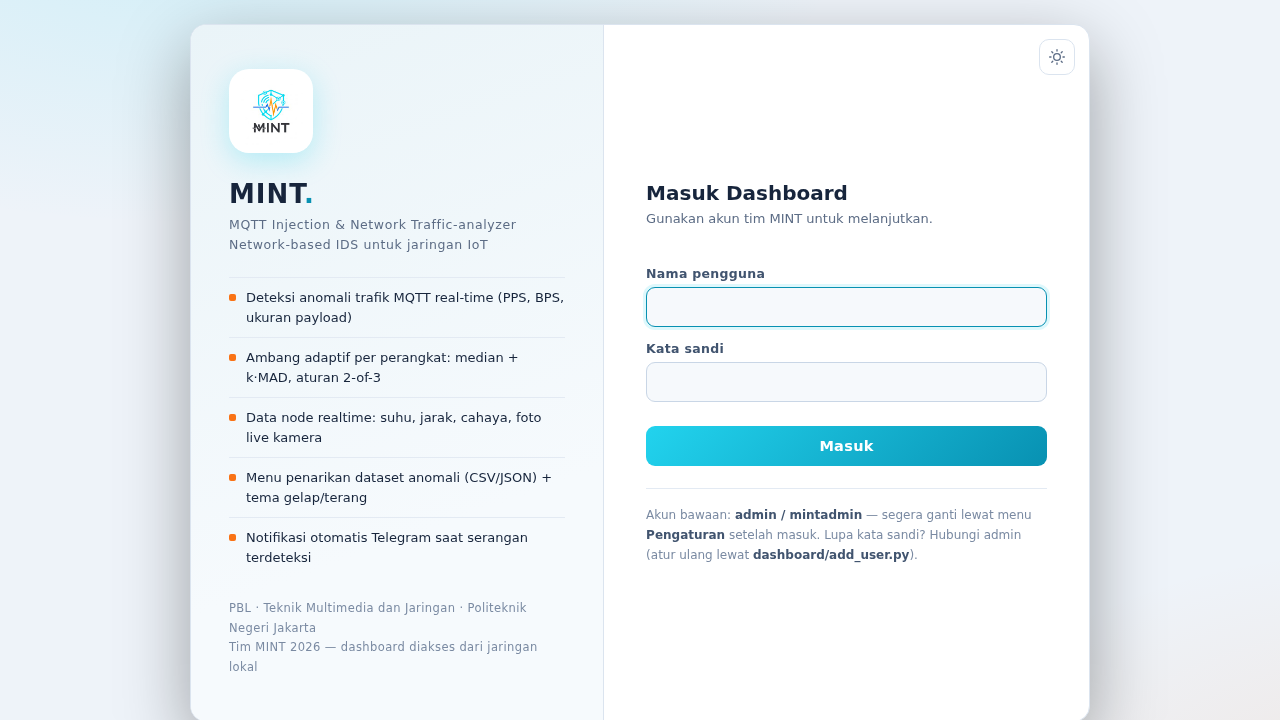 MINT
MINT.
MQTT Injection & Network Traffic-analyzer
Network-based IDS untuk jaringan IoT
Deteksi anomali trafik MQTT real-time (PPS, BPS,
ukuran payload)
Ambang adaptif per perangkat: median +
k·MAD, aturan 2-of-3
Data node realtime: suhu, jarak, cahaya, foto
live kamera
Menu penarikan dataset anomali (CSV/JSON) +
tema gelap/terang
Notifikasi otomatis Telegram saat serangan
terdeteksi
PBL · Teknik Multimedia dan Jaringan · Politeknik
Negeri Jakarta
Tim MINT 2026 — dashboard diakses dari jaringan
lokal
Masuk Dashboard
Gunakan akun tim MINT untuk melanjutkan.
Nama pengguna
Kata sandi
Masuk
Akun bawaan: admin / mintadmin — segera ganti lewat menu
Pengaturan setelah masuk. Lupa kata sandi? Hubungi admin
(atur ulang lewat dashboard/add_user.py).